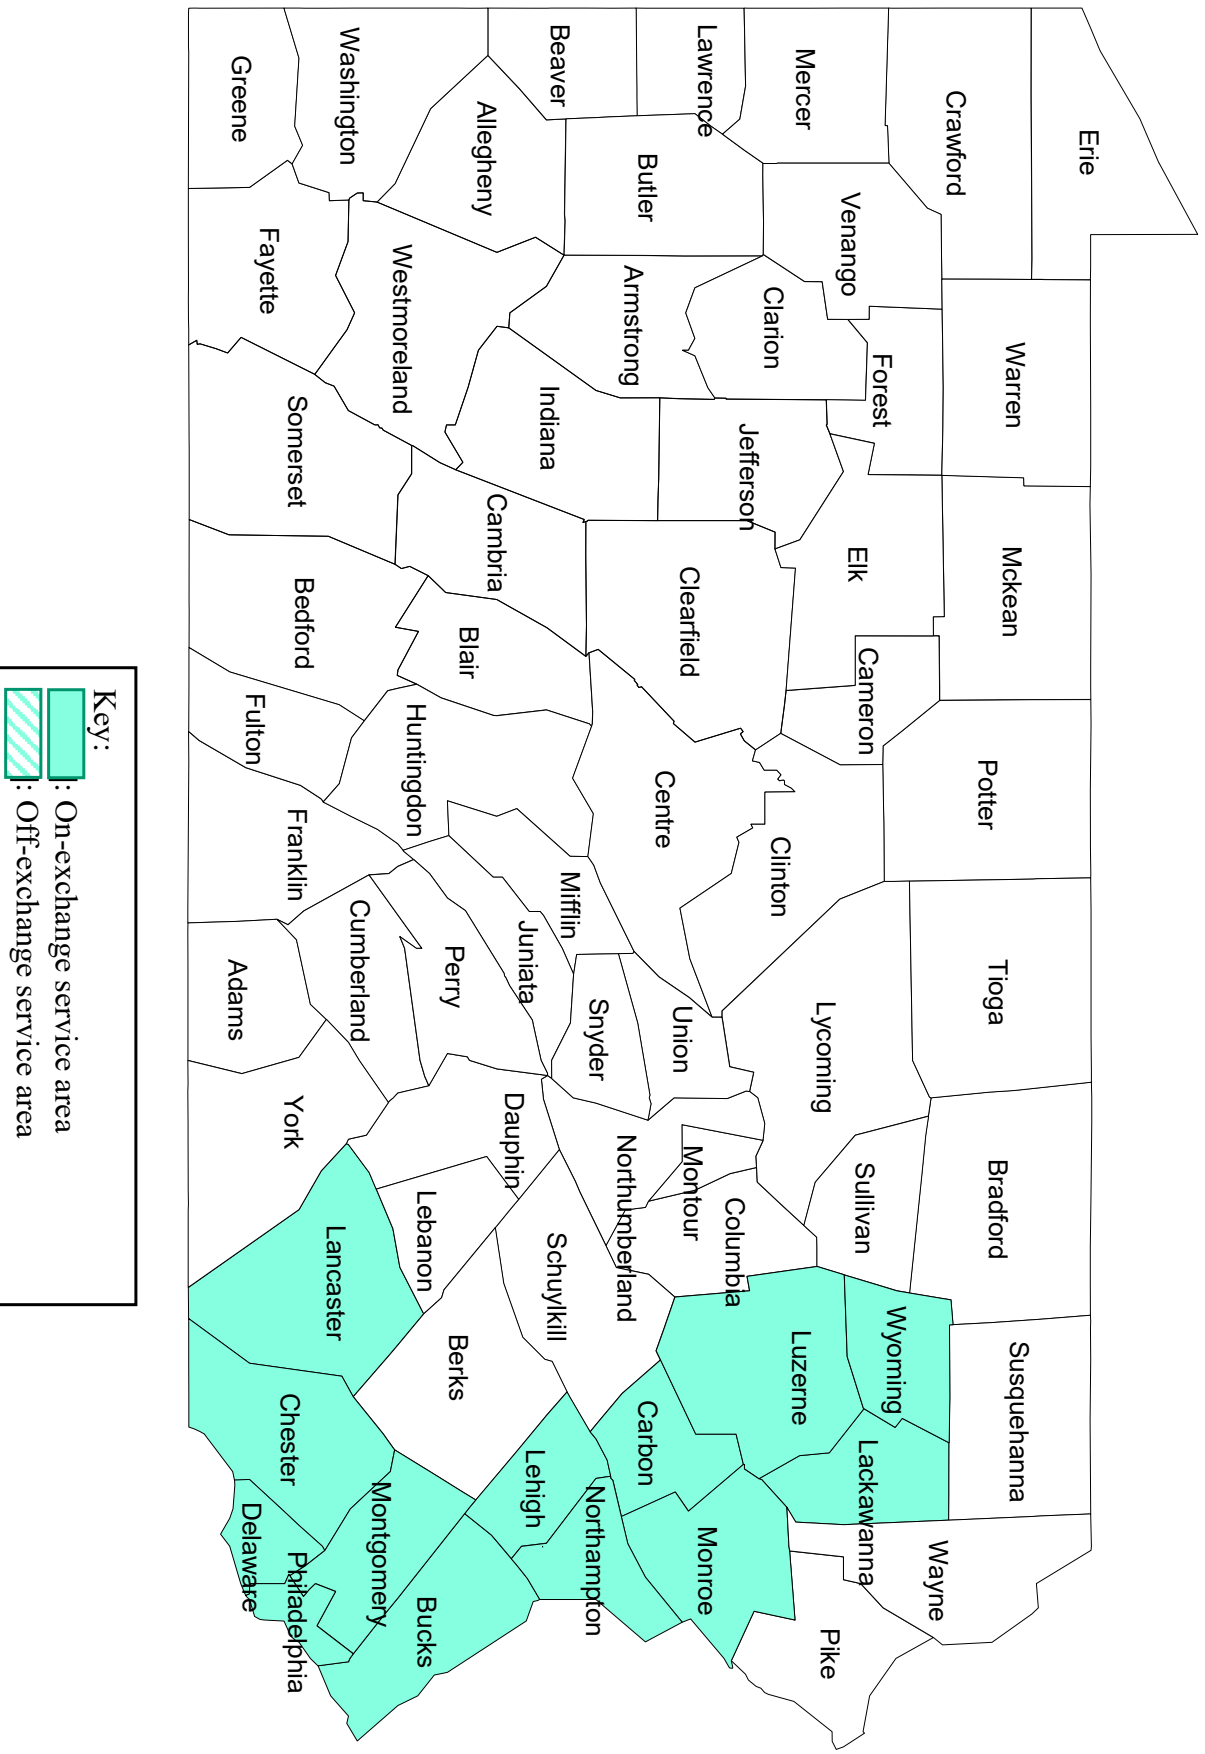 Erie
Crawford
Warren
Mckean
Potter
Tioga
Bradford
Susquehanna
Wayne
Mercer
Venango
Forest
Elk
Cameron
Clinton
Lycoming
Sullivan
Wyoming
Lackawanna
Pike
Lawrence
Butler
Clarion
Jefferson
Clearfield
Centre
Union
Montour
Columbia
Luzerne
Monroe
Beaver
Armstrong
Indiana
Mifflin
Snyder
Northumberland
Carbon
Allegheny
Cambria
Blair
Huntingdon
Juniata
Schuylkill
Northampton
Lehigh
Washington
Westmoreland
Perry
Dauphin
Lebanon
Berks
Bucks
Montgomery
Greene
Fayette
Somerset
Bedford
Fulton
Franklin
Cumberland
Adams
York
Lancaster
Chester
Delaware
Philadelphia
Key:
: On-exchange service area
: Off-exchange service area